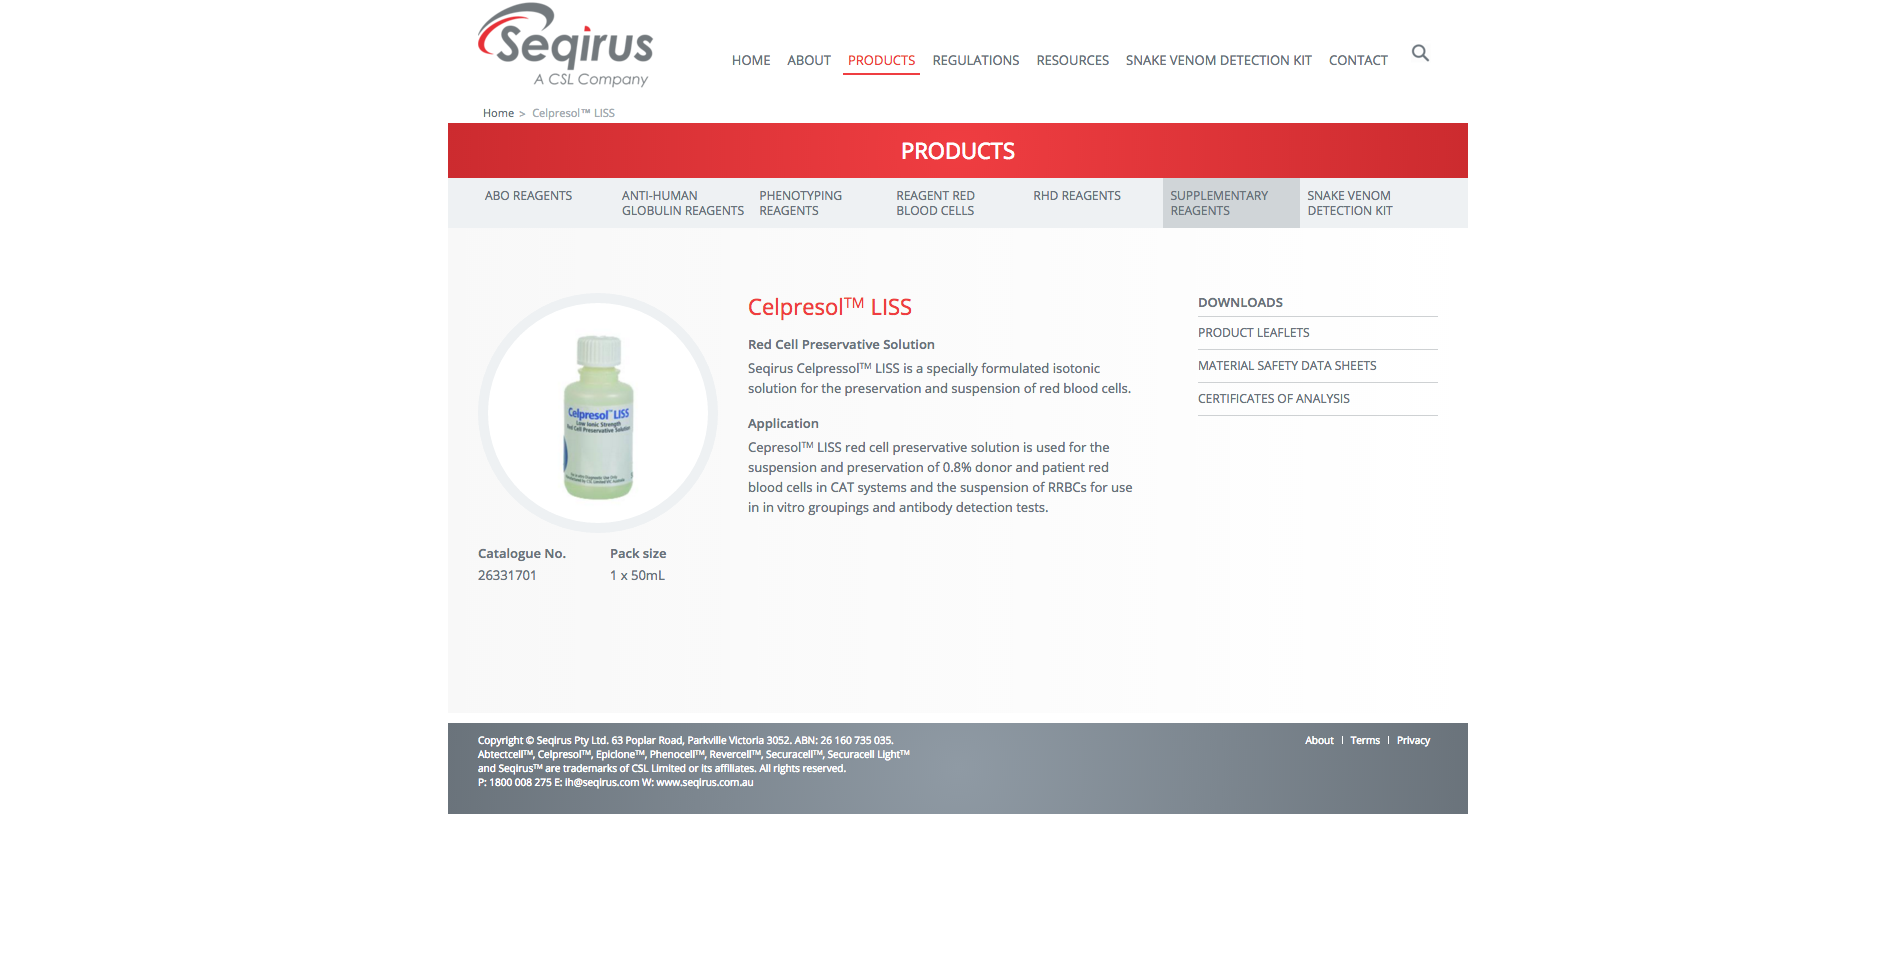 Seqirus
A CSL Company
HOME ABOUT PRODUCTS REGULATIONS RESOURCES SNAKE VENOM DETECTION KIT CONTACT
Home > Celpresol™ LISS
PRODUCTS
ABO REAGENTS
ANTI-HUMAN
GLOBULIN REAGENTS
PHENOTYPING
REAGENTS
REAGENT RED
BLOOD CELLS
RHD REAGENTS
SUPPLEMENTARY
REAGENTS
SNAKE VENOM
DETECTION KIT
Celpresol™ LISS
Low Ionic Strength
Red Cell Preservative Solution
Catalogue No. Pack size
26331701 1 x 50mL
Celpresol™ LISS
Red Cell Preservative Solution
Seqirus Celpressol™ LISS is a specially formulated isotonic
solution for the preservation and suspension of red blood cells.
Application
Cepresol™ LISS red cell preservative solution is used for the
suspension and preservation of 0.8% donor and patient red
blood cells in CAT systems and the suspension of RRBCs for use
in in vitro groupings and antibody detection tests.
DOWNLOADS
PRODUCT LEAFLETS
MATERIAL SAFETY DATA SHEETS
CERTIFICATES OF ANALYSIS
Copyright © Seqirus Pty Ltd. 63 Poplar Road, Parkville Victoria 3052. ABN: 26 160 735 035.
Abtectcell™, Celpresol™, Epiclone™, Phenocell™, Revercell™, Securacell™, Securacell Light™
and Seqirus™ are trademarks of CSL Limited or its affiliates. All rights reserved.
P: 1800 008 275 E: ih@seqirus.com W: www.seqirus.com.au
About | Terms | Privacy